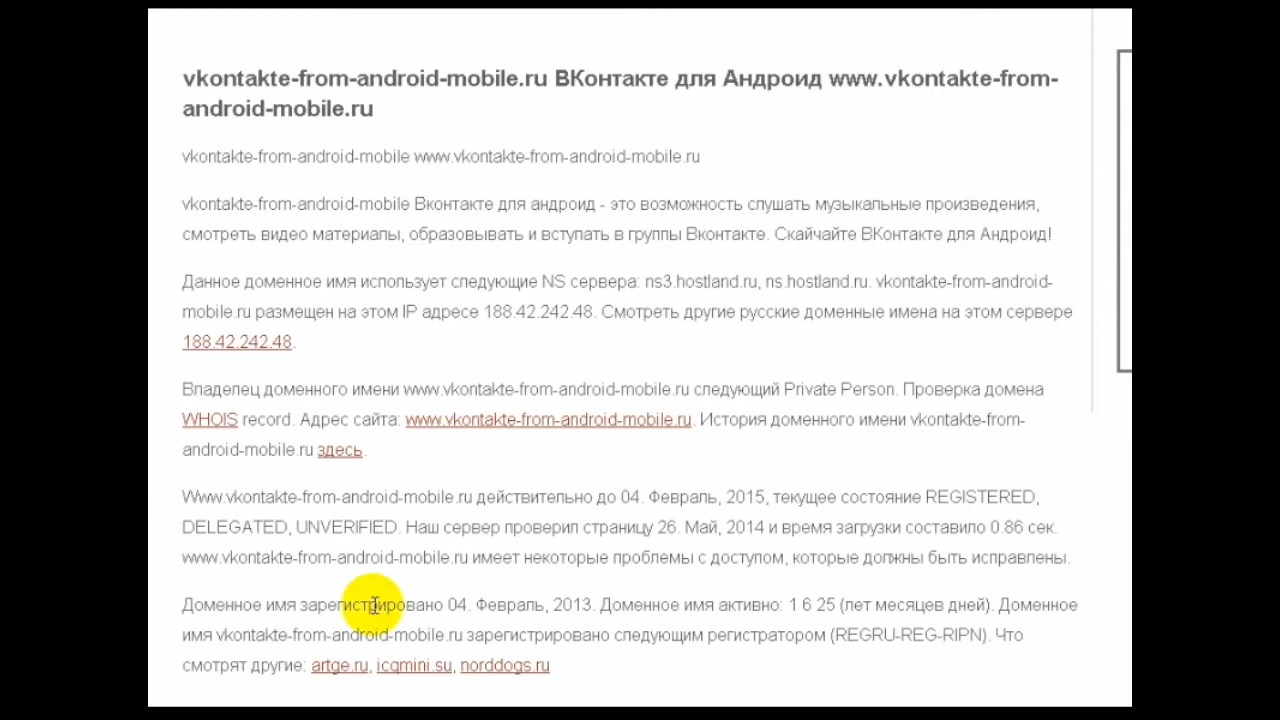 vkontakte-from-android-mobile.ru ВКонтакте для Андроид www.vkontakte-from-
android-mobile.ru
vkontakte-from-android-mobile www.vkontakte-from-android-mobile.ru
vkontakte-from-android-mobile Вконтакте для андроид - это возможность слушать музыкальные произведения,
смотреть видео материалы, образовывать и вступать в группы Вконтакте. Скайчайте ВКонтакте для Андроид!
Данное доменное имя использует следующие NS сервера: ns3.hostland.ru, ns.hostland.ru. vkontakte-from-android-
mobile.ru размещен на этом IP адресе 188.42.242.48. Смотреть другие русские доменные имена на этом сервере
188.42.242.48.
Владелец доменного имени www.vkontakte-from-android-mobile.ru следующий Private Person. Проверка домена
WHOIS record. Адрес сайта: www.vkontakte-from-android-mobile.ru. История доменного имени vkontakte-from-
android-mobile.ru здесь.
Www.vkontakte-from-android-mobile.ru действительно до 04. Февраль, 2015, текущее состояние REGISTERED,
DELEGATED, UNVERIFIED. Наш сервер проверил страницу 26. Май, 2014 и время загрузки составило 0.86 сек.
www.vkontakte-from-android-mobile.ru имеет некоторые проблемы с доступом, которые должны быть исправлены.
Доменное имя зарегистрировано 04. Февраль, 2013. Доменное имя активно: 1 6 25 (лет месяцев дней). Доменное
имя vkontakte-from-android-mobile.ru зарегистрировано следующим регистратором (REGRU-REG-RIPN). Что
смотрят другие: artge.ru, icqmini.su, norddogs.ru